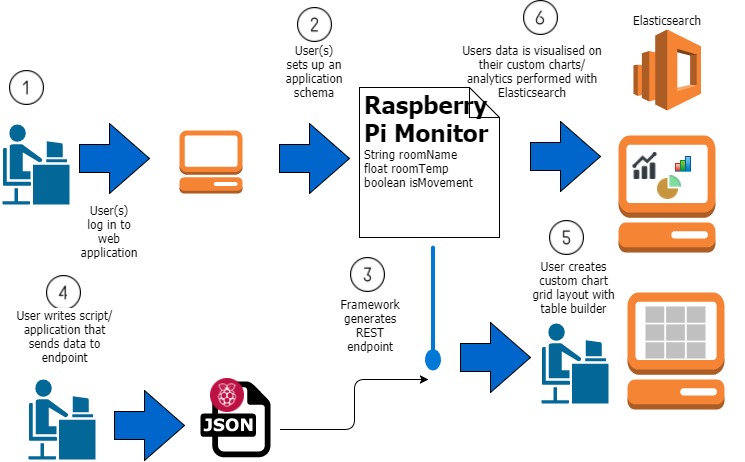 1
User(s)
log in to
web
application
2
User(s)
sets up an
application
schema
Raspberry
Pi Monitor
String roomName
float roomTemp
boolean isMovement
3
Framework
generates
REST
endpoint
4
User writes script/
application that
sends data to
endpoint
JSON
5
User creates
custom chart
grid layout with
table builder
6
Users data is visualised on
their custom charts/
analytics performed with
Elasticsearch
Elasticsearch